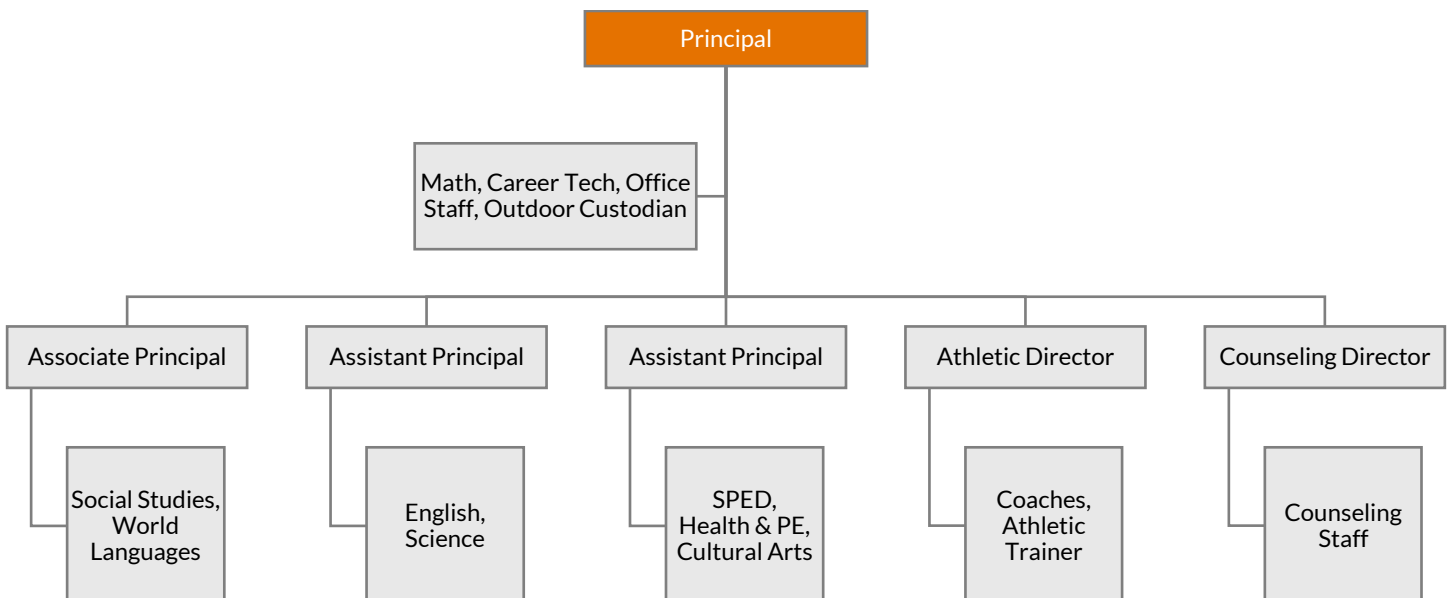 Principal
Math, Career Tech, Office
Staff, Outdoor Custodian
Associate Principal
Assistant Principal
Assistant Principal
Athletic Director
Counseling Director
Social Studies,
World
Languages
English,
Science
SPED,
Health & PE,
Cultural Arts
Coaches,
Athletic
Trainer
Counseling
Staff